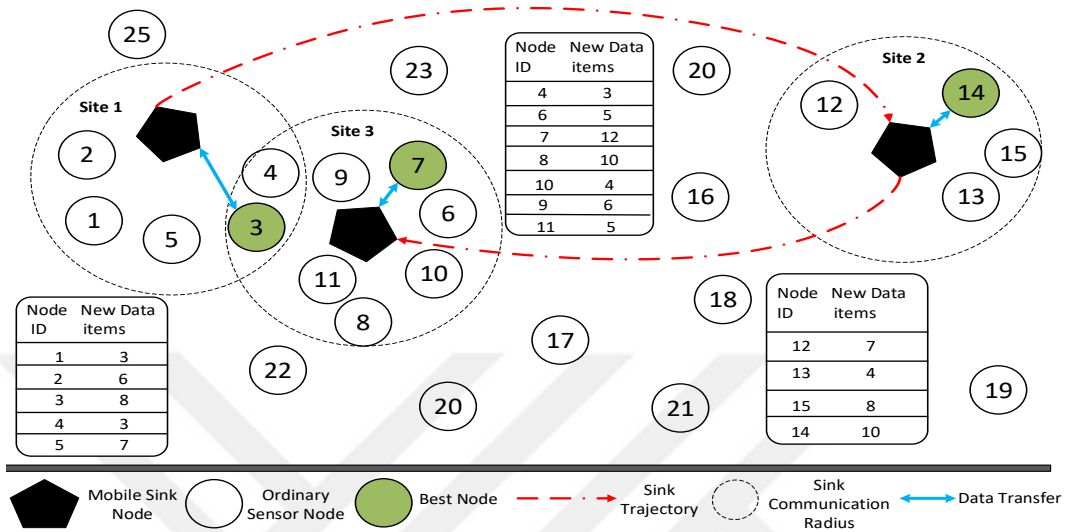 25
23
Node New Data
ID items
4 3
6 5
7 12
8 10
10 4
9 6
11 5
20
Site 2
12
14
15
13
Site 1
2
1
5
4
3
Site 3
9
7
6
10
11
8
16
18
17
22
20
21
19
Node New Data
ID items
1 3
2 6
3 8
4 3
5 7
Node New Data
ID items
12 7
13 4
15 8
14 10
Mobile Sink
Node
Ordinary
Sensor Node
Best Node
Sink
Trajectory
Sink
Communication
Radius
Data Transfer